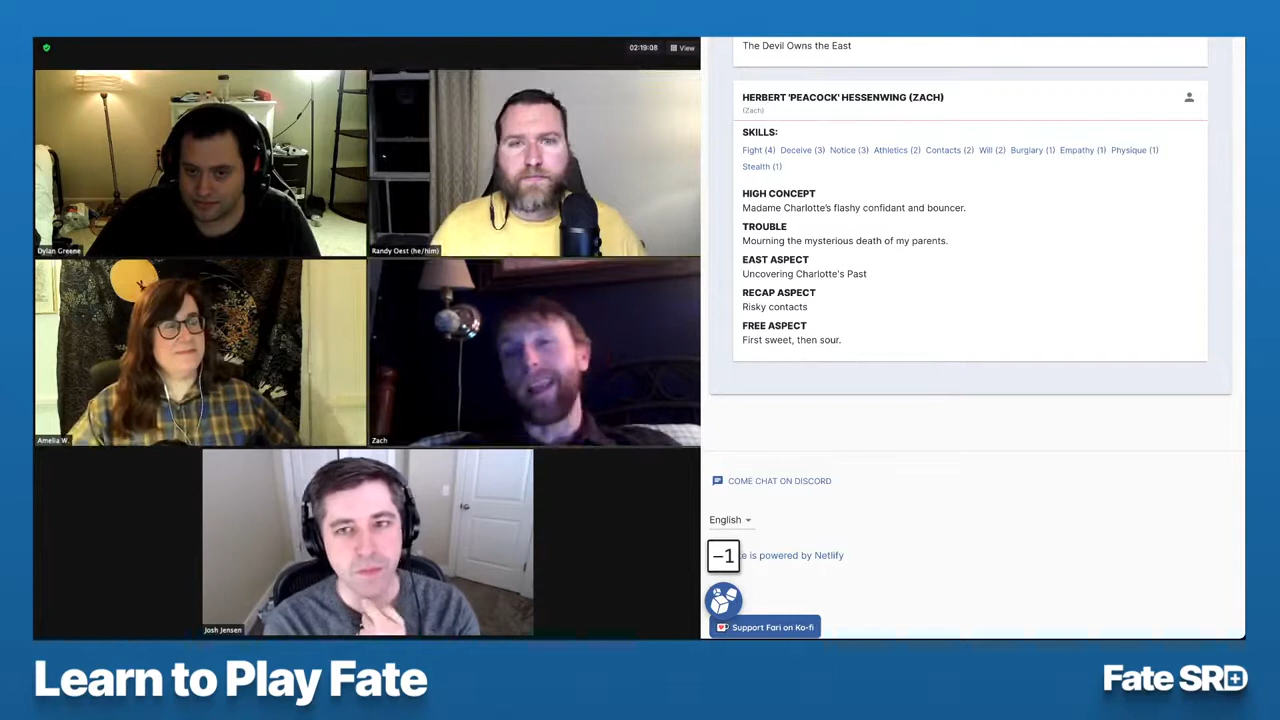 02:19:08
View
Dylan Greene
Randy Oest (he/him)
Amelia W.
Zach
Josh Jensen
The Devil Owns the East
HERBERT 'PEACOCK' HESSENWING (ZACH)
(Zach)
SKILLS:
Fight (4) Deceive (3) Notice (3) Athletics (2) Contacts (2) Will (2) Burglary (1) Empathy (1) Physique (1)
Stealth (1)
HIGH CONCEPT
Madame Charlotte's flashy confidant and bouncer.
TROUBLE
Mourning the mysterious death of my parents.
EAST ASPECT
Uncovering Charlotte's Past
RECAP ASPECT
Risky contacts
FREE ASPECT
First sweet, then sour.
COME CHAT ON DISCORD
English
−1
e is powered by Netlify
Support Fari on Ko-fi
Learn to Play Fate
Fate SRD